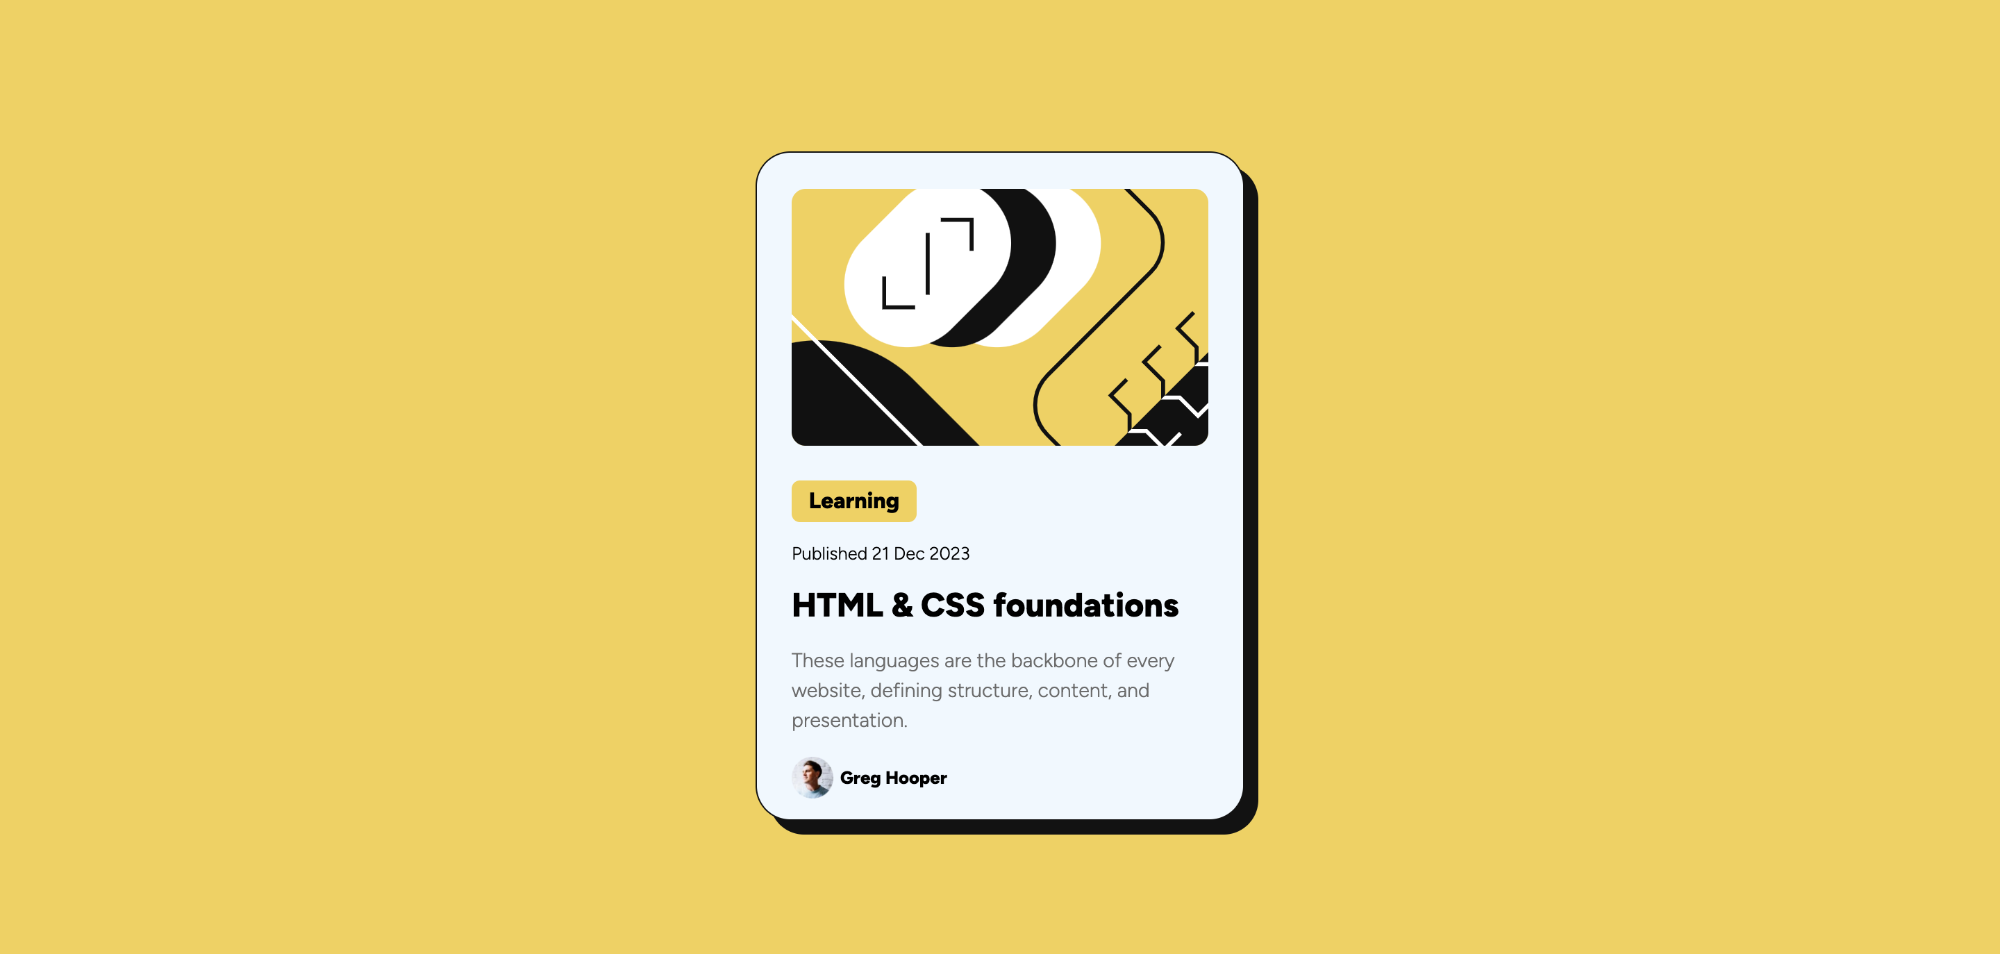 Learning
Published 21 Dec 2023
HTML & CSS foundations
These languages are the backbone of every
website, defining structure, content, and
presentation.
Greg Hooper